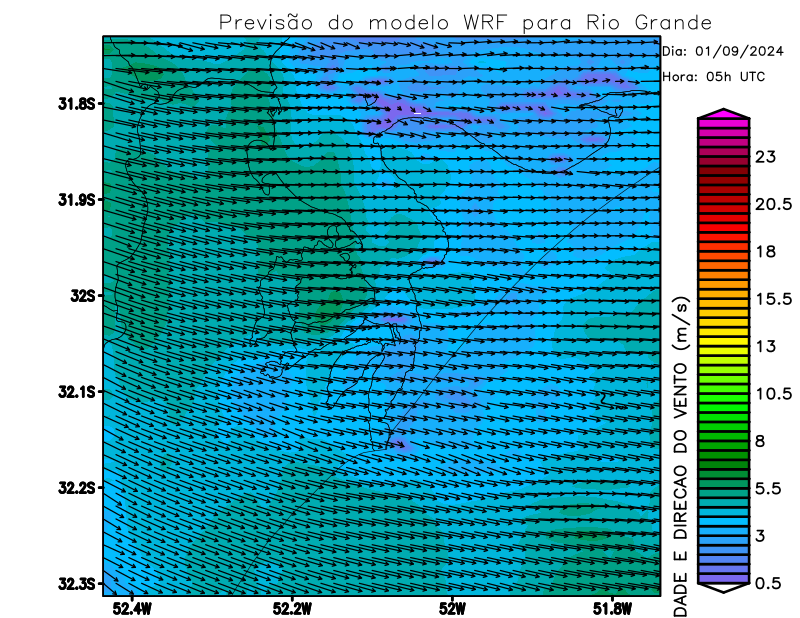 Previsão do modelo WRF para Rio Grande
Dia: 01/09/2024
Hora: 05h UTC
31.8S
31.9S
32S
32.1S
32.2S
32.3S
52.4W
52.2W
52W
51.8W
23
20.5
18
15.5
13
10.5
8
5.5
3
0.5
DADE E DIRECAO DO VENTO (m/s)